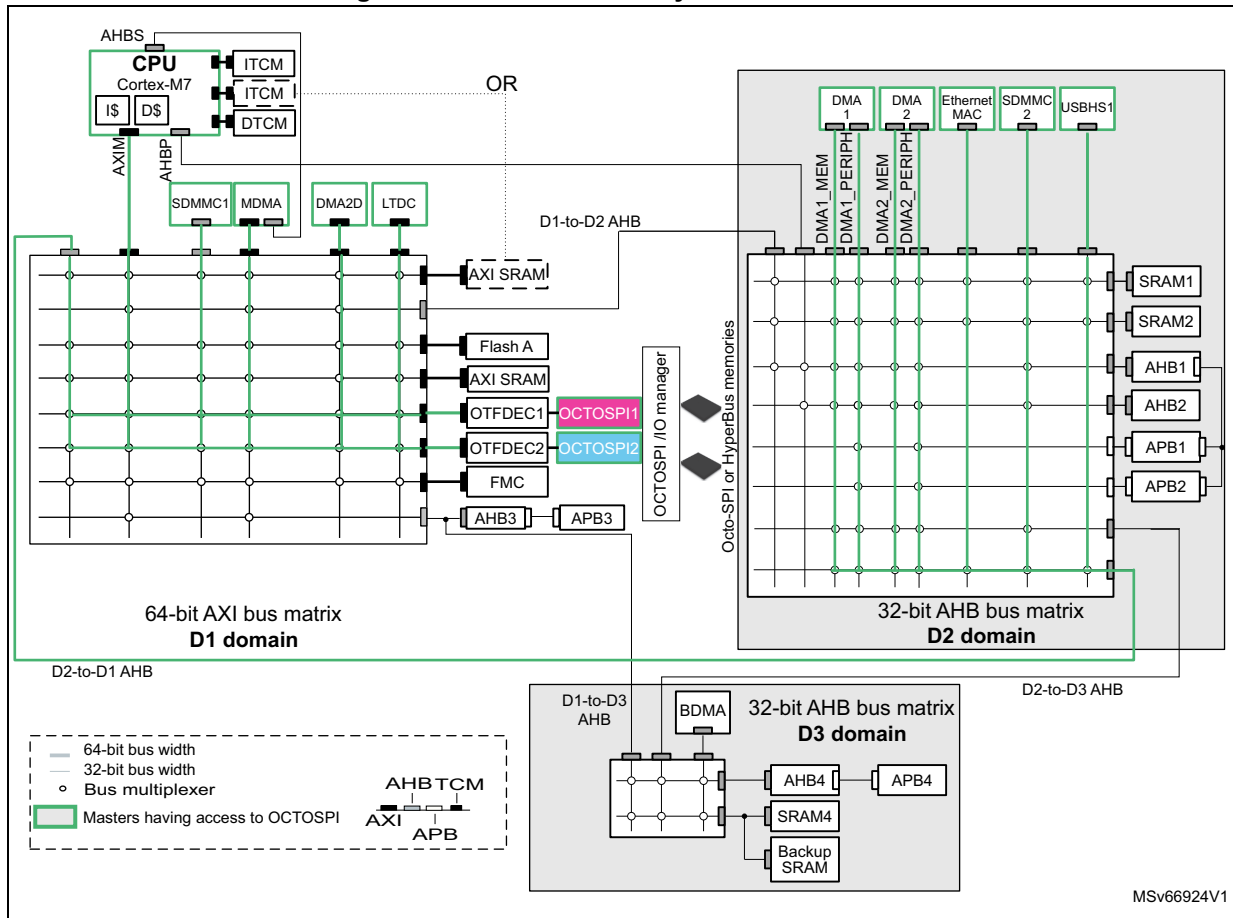 AHBS
CPU
Cortex-M7
I$
D$
ITCM
ITCM
DTCM
OR
AXIM
AHBP
SDMMC1
MDMA
DMA2D
LTDC
D1-to-D2 AHB
AXI SRAM
Flash A
AXI SRAM
OTFDEC1
OCTOSPI1
OTFDEC2
OCTOSPI2
FMC
AHB3
APB3
OCTOSPI /IO manager
Octo-SPI or HyperBus memories
DMA
1
DMA
2
Ethernet
MAC
SDMMC
2
USBHS1
DMA1_MEM
DMA1_PERIPH
DMA2_MEM
DMA2_PERIPH
SRAM1
SRAM2
AHB1
AHB2
APB1
APB2
64-bit AXI bus matrix
D1 domain
32-bit AHB bus matrix
D2 domain
D2-to-D1 AHB
D2-to-D3 AHB
D1-to-D3
AHB
BDMA
32-bit AHB bus matrix
D3 domain
AHB4
APB4
SRAM4
Backup
SRAM
64-bit bus width
32-bit bus width
Bus multiplexer
Masters having access to OCTOSPI
AHB
TCM
AXI
APB
MSv66924V1